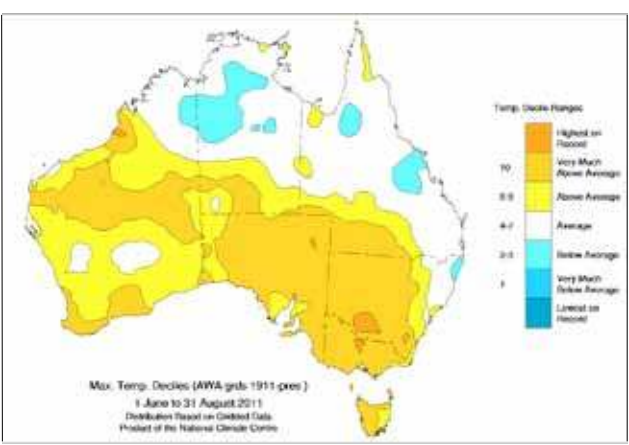 Temp. Decile Ranges
Highest on
Record
10
Very Much
Above Average
8-9
Above Average
4-7
Average
2-3
Below Average
1
Very Much
Below Average
Lowest on
Record
Max. Temp. Deciles (AWA grds 1911-pres )
1 June to 31 August 2011
Distribution Based on Gridded Data
Product of the National Climate Centre